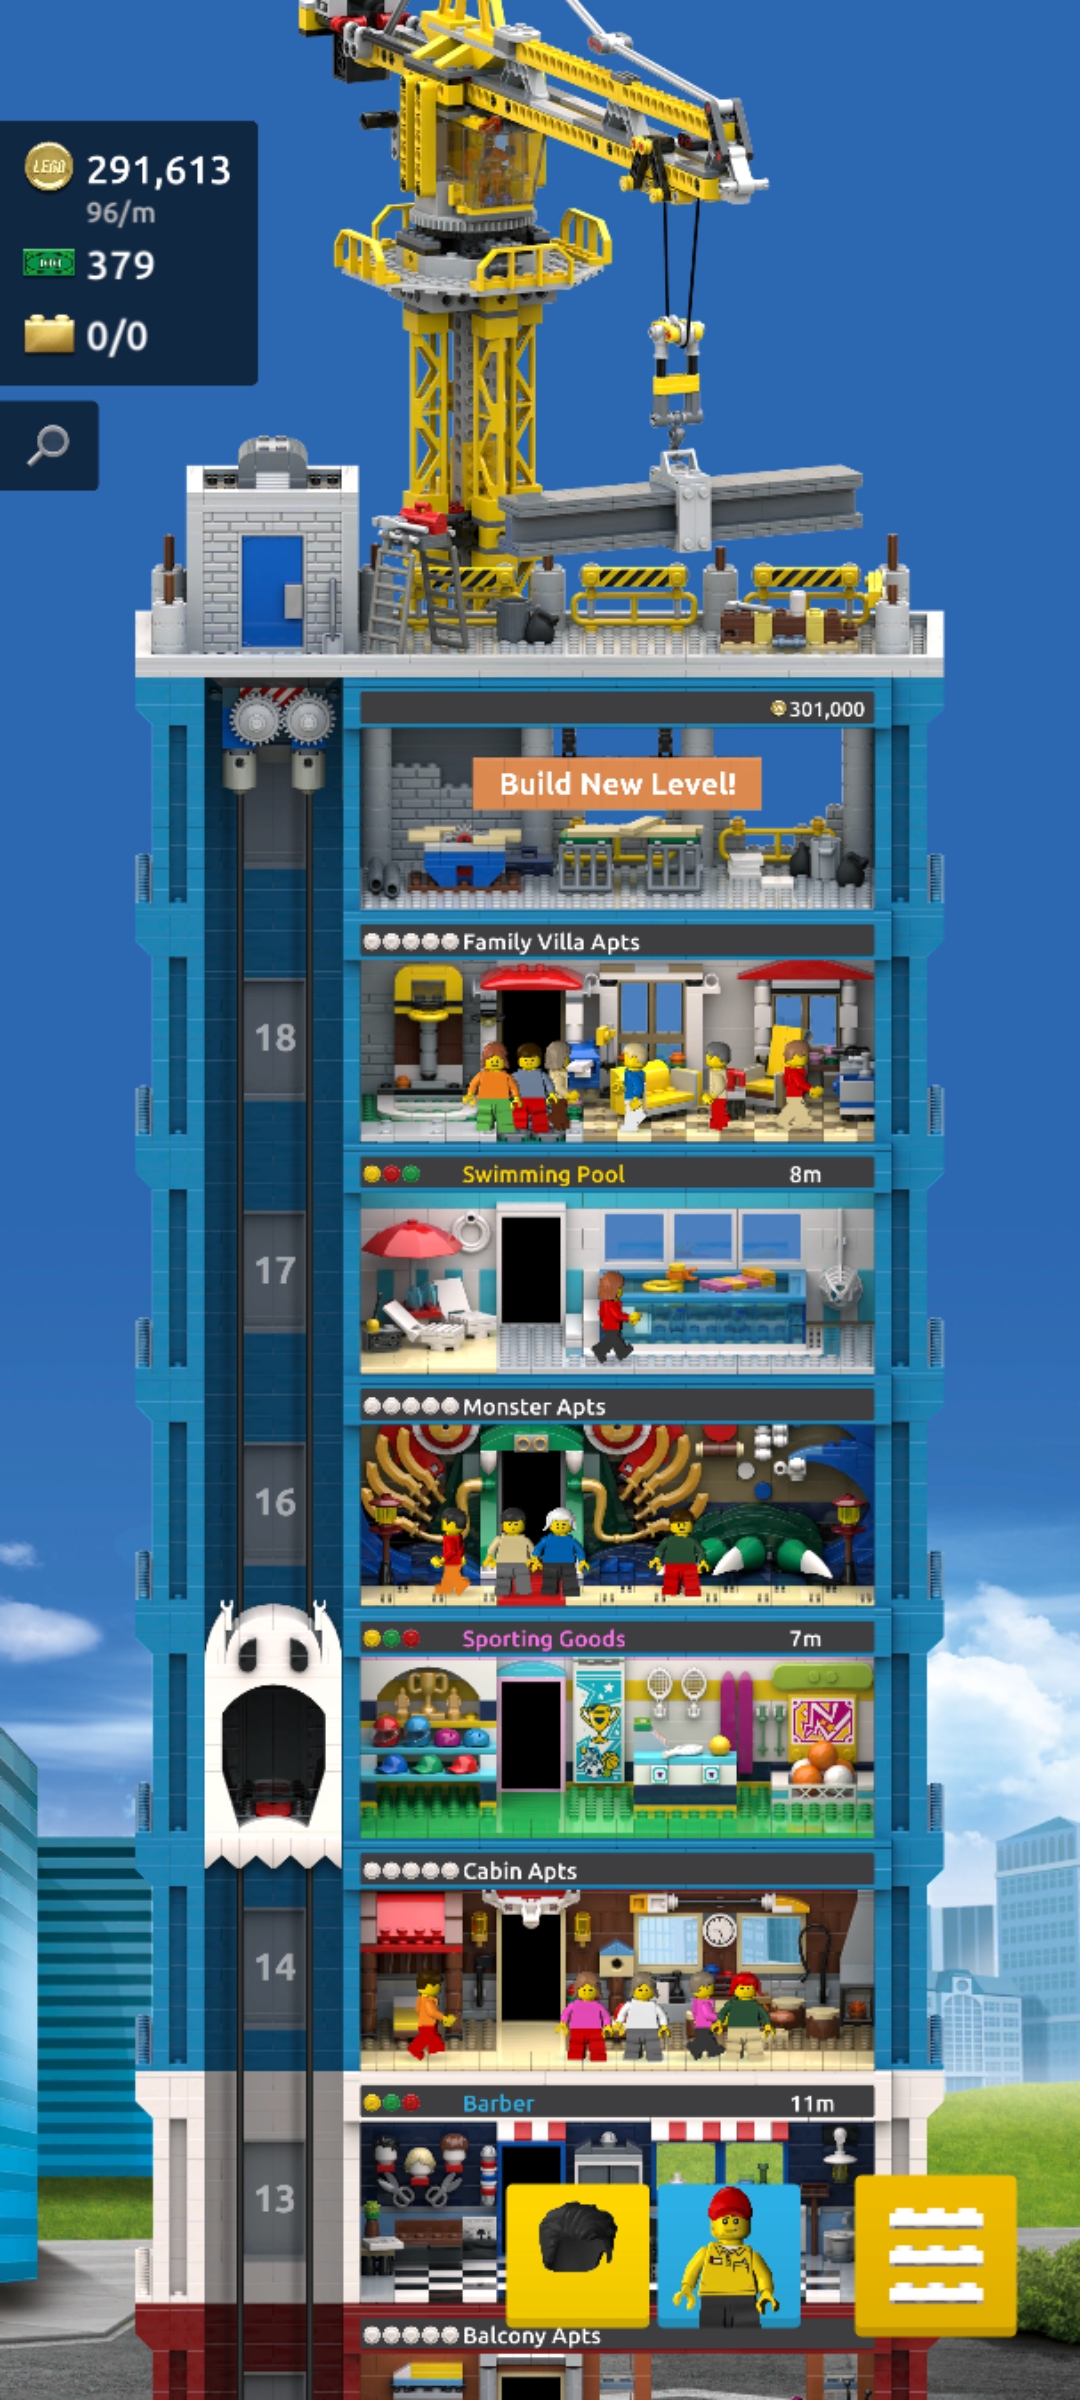 LEGO
291,613
96/m
379
0/0
301,000
Build New Level!
Family Villa Apts
18
Swimming Pool 8m
17
Monster Apts
16
Sporting Goods 7m
N
Cabin Apts
14
Barber 11m
13
Balcony Apts